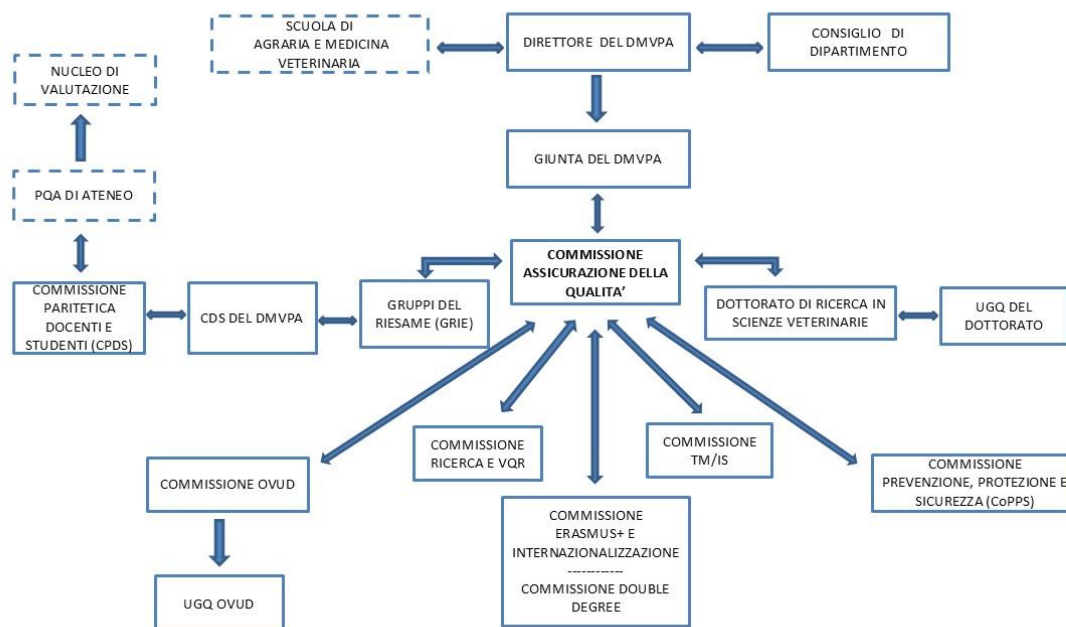 SCUOLA DI
AGRARIA E MEDICINA
VETERINARIA
DIRETTORE DEL DMVPA
CONSIGLIO DI
DIPARTIMENTO
NUCLEO DI
VALUTAZIONE
GIUNTA DEL DMVPA
PQA DI ATENEO
COMMISSIONE
ASSICURAZIONE DELLA
QUALITA’
COMMISSIONE
PARITETICA
DOCENTI E
STUDENTI (CPDS)
CDS DEL DMVPA
GRUPPI DEL
RIESAME (GRIE)
DOTTORATO DI RICERCA IN
SCIENZE VETERINARIE
UGQ DEL
DOTTORATO
COMMISSIONE
RICERCA E VQR
COMMISSIONE
TM/IS
COMMISSIONE OVUD
COMMISSIONE
PREVENZIONE, PROTEZIONE E
SICUREZZA (CoPPS)
COMMISSIONE
ERASMUS+ E
INTERNAZIONALIZZAZIONE
------------
COMMISSIONE DOUBLE
DEGREE
UGQ OVUD